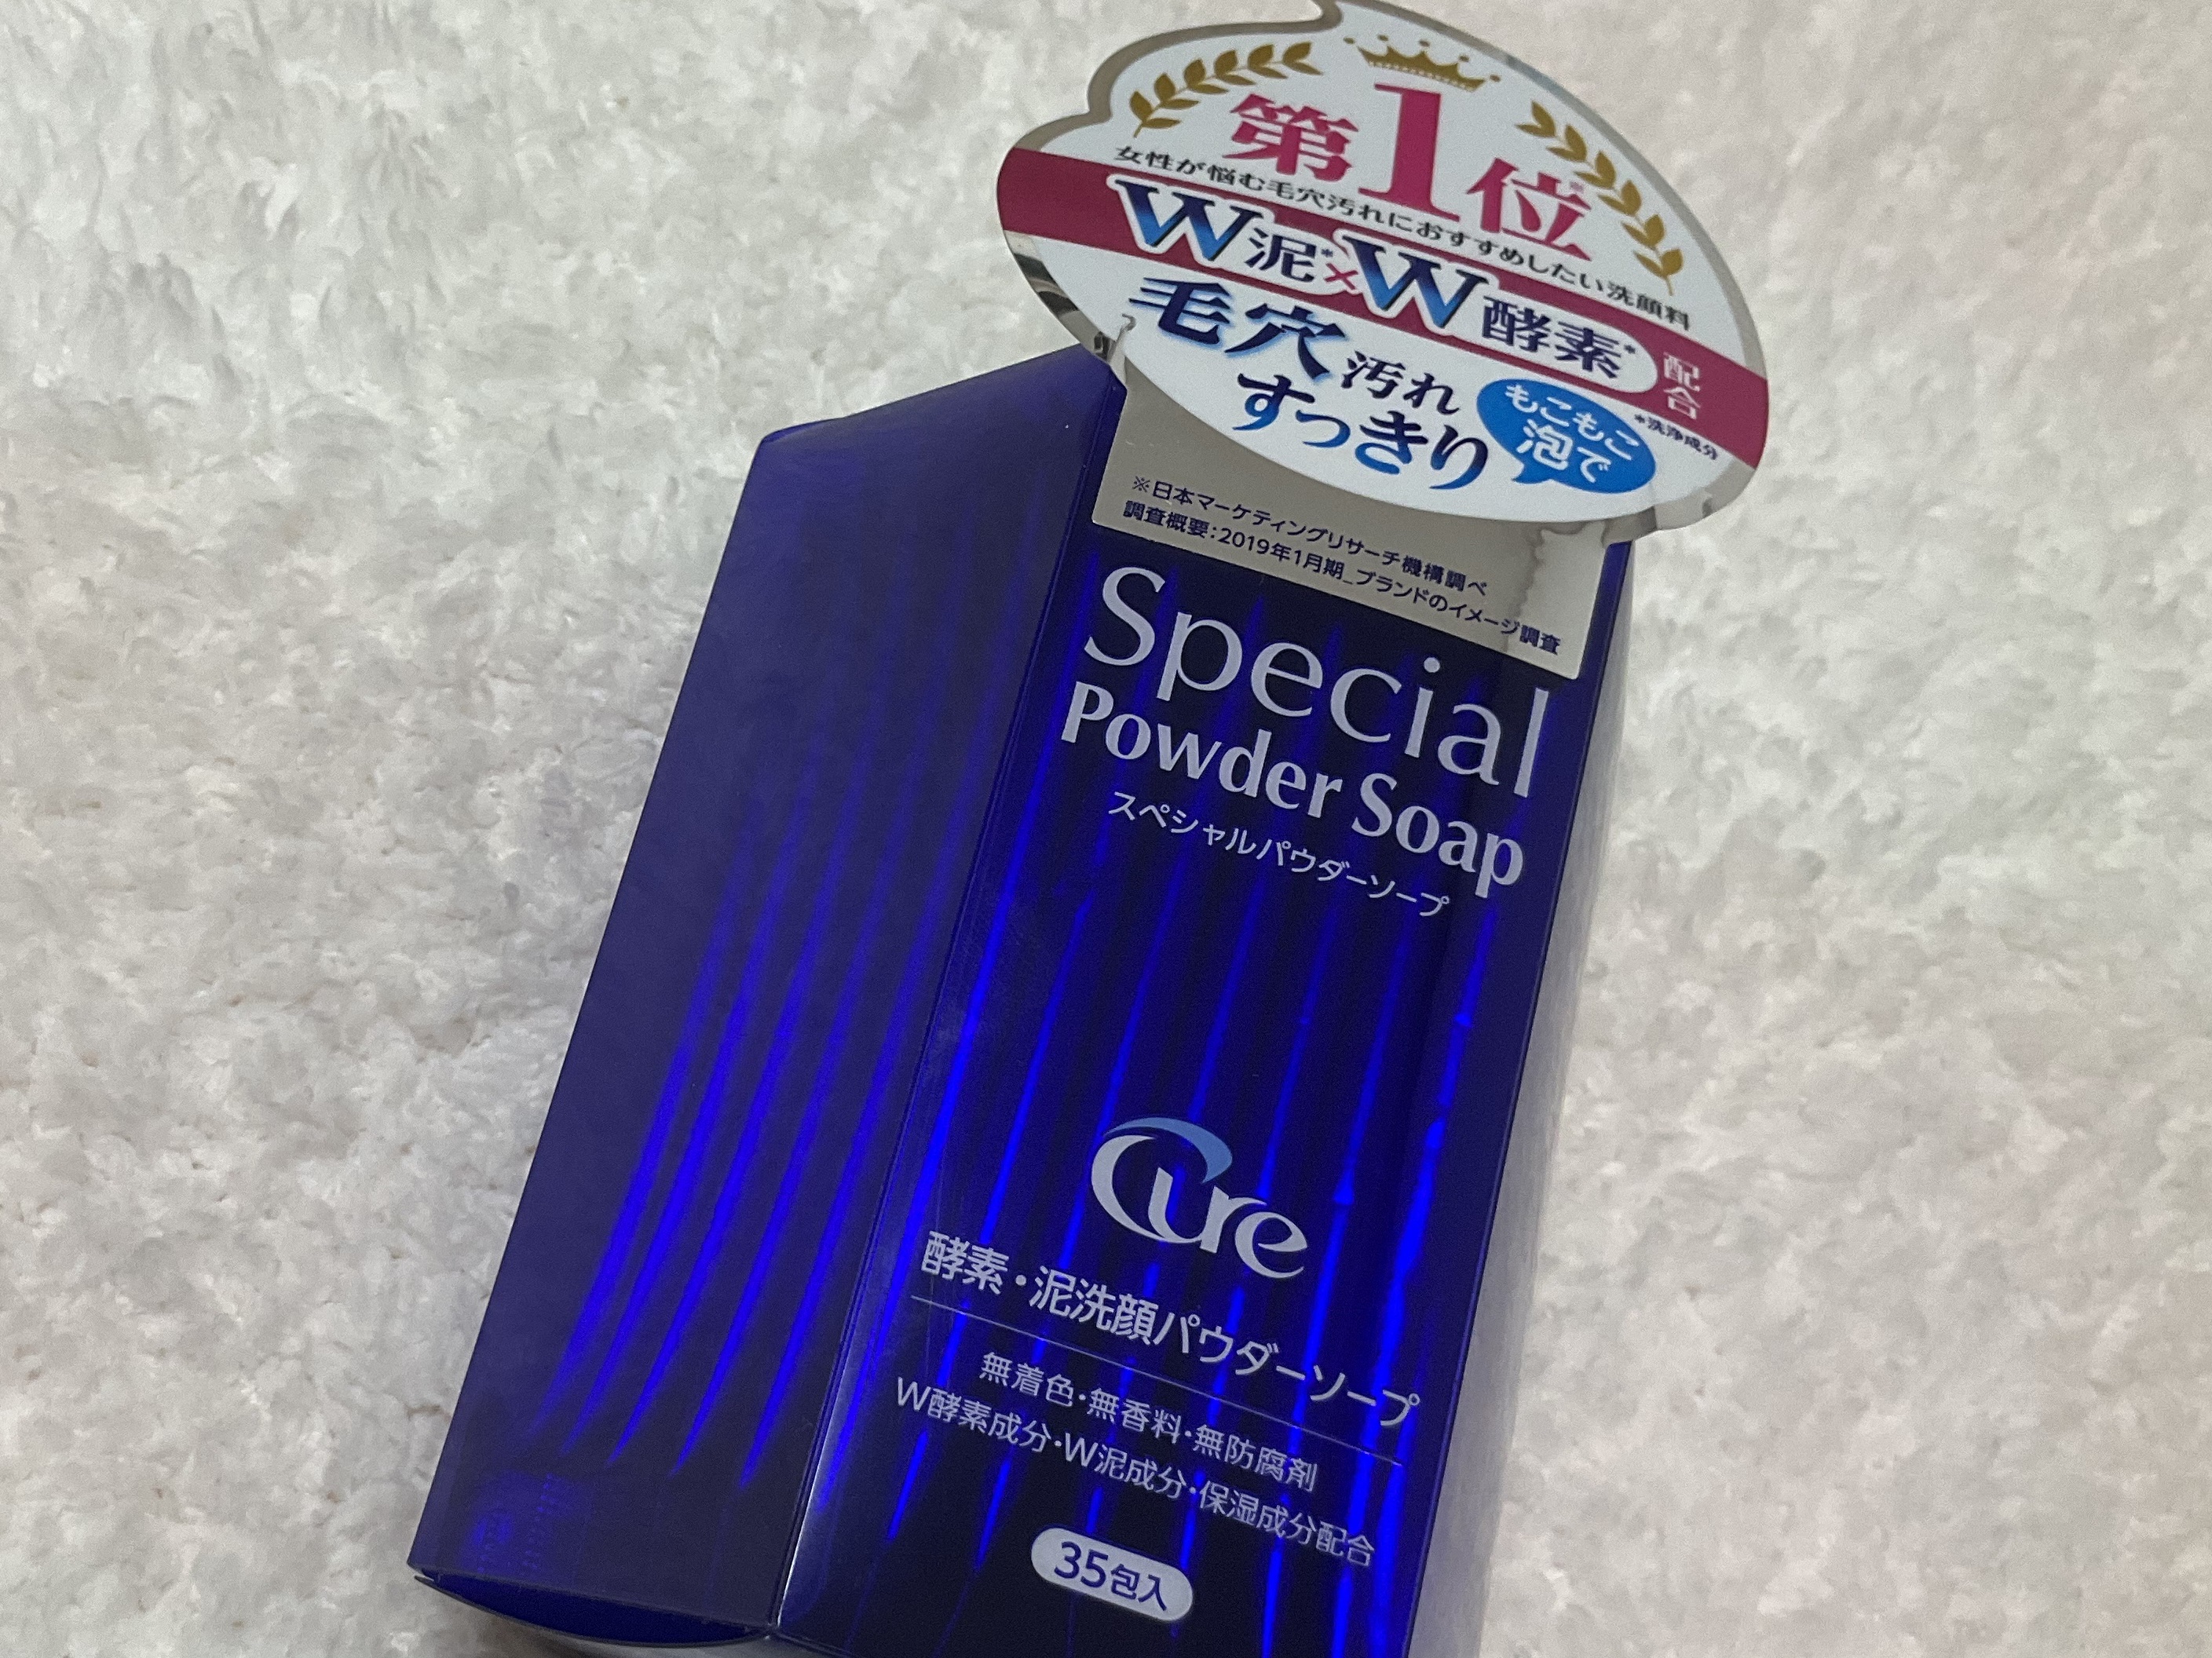 第1位※
女性が悩む毛穴汚れにおすすめしたい洗顔料
W泥*×W酵素*配合
毛穴汚れ
すっきり
もこもこ
泡で
*洗浄成分
※日本マーケティングリサーチ機構調べ
調査概要:2019年1月期_ブランドのイメージ調査
Special
Powder Soap
スペシャルパウダーソープ
Cure
酵素・泥洗顔パウダーソープ
無着色・無香料・無防腐剤
W酵素成分・W泥成分・保湿成分配合
35包入